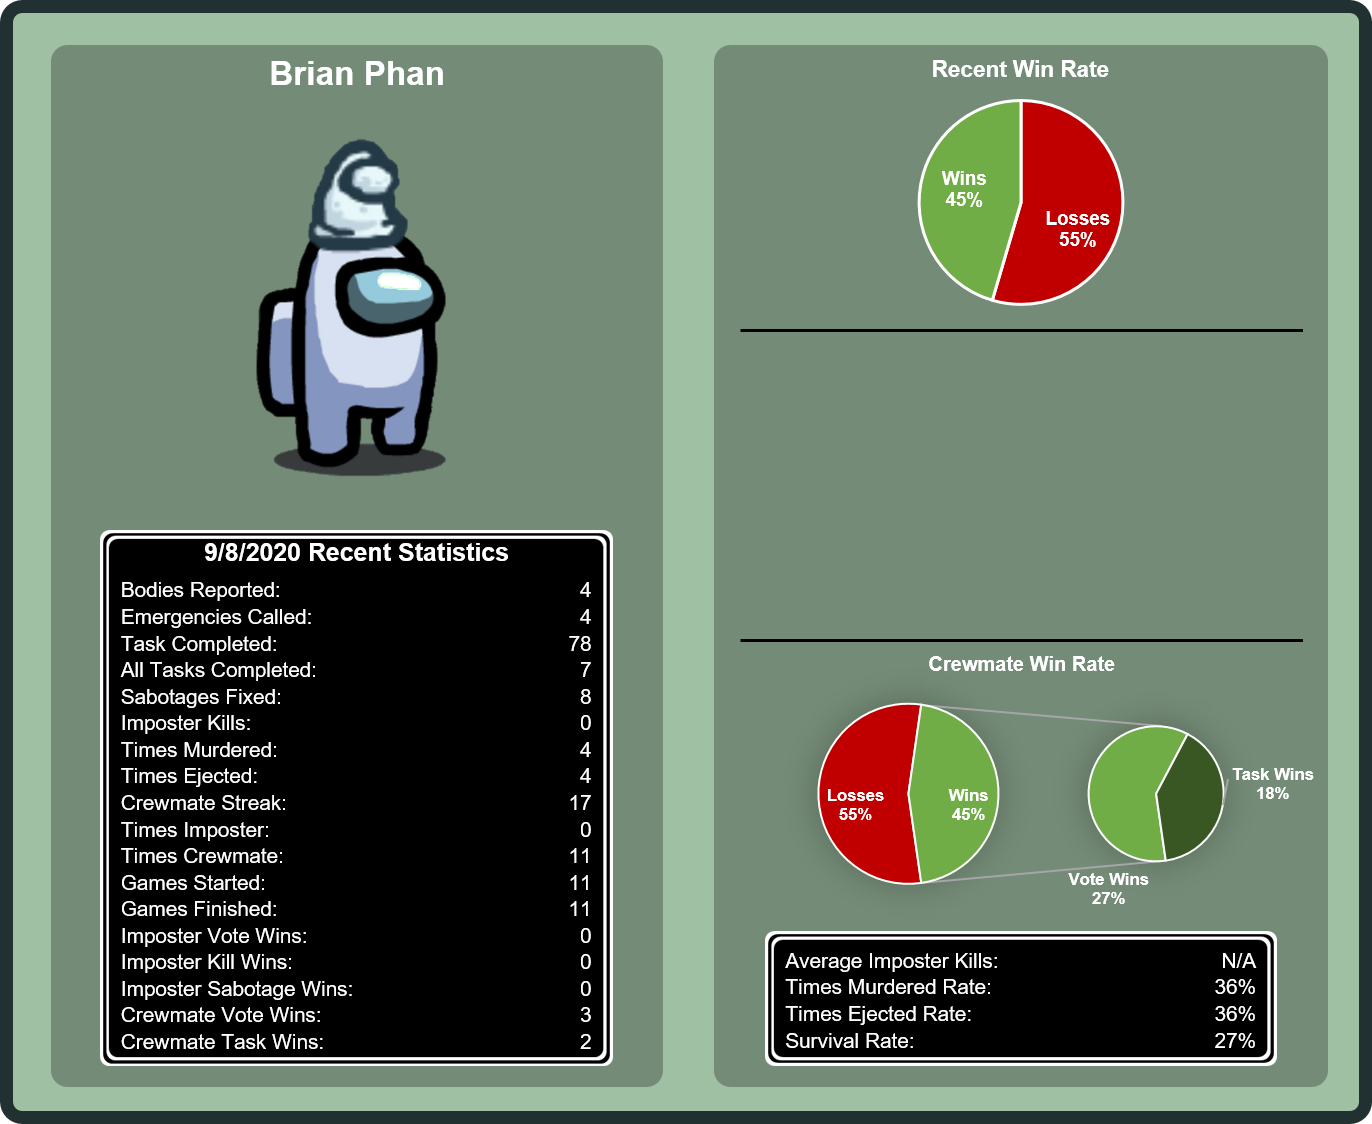 Brian Phan
9/8/2020 Recent Statistics
Bodies Reported: 4
Emergencies Called: 4
Task Completed: 78
All Tasks Completed: 7
Sabotages Fixed: 8
Imposter Kills: 0
Times Murdered: 4
Times Ejected: 4
Crewmate Streak: 17
Times Imposter: 0
Times Crewmate: 11
Games Started: 11
Games Finished: 11
Imposter Vote Wins: 0
Imposter Kill Wins: 0
Imposter Sabotage Wins: 0
Crewmate Vote Wins: 3
Crewmate Task Wins: 2
Recent Win Rate
Wins
45%
Losses
55%
Crewmate Win Rate
Losses
55%
Wins
45%
Task Wins
18%
Vote Wins
27%
Average Imposter Kills: N/A
Times Murdered Rate: 36%
Times Ejected Rate: 36%
Survival Rate: 27%